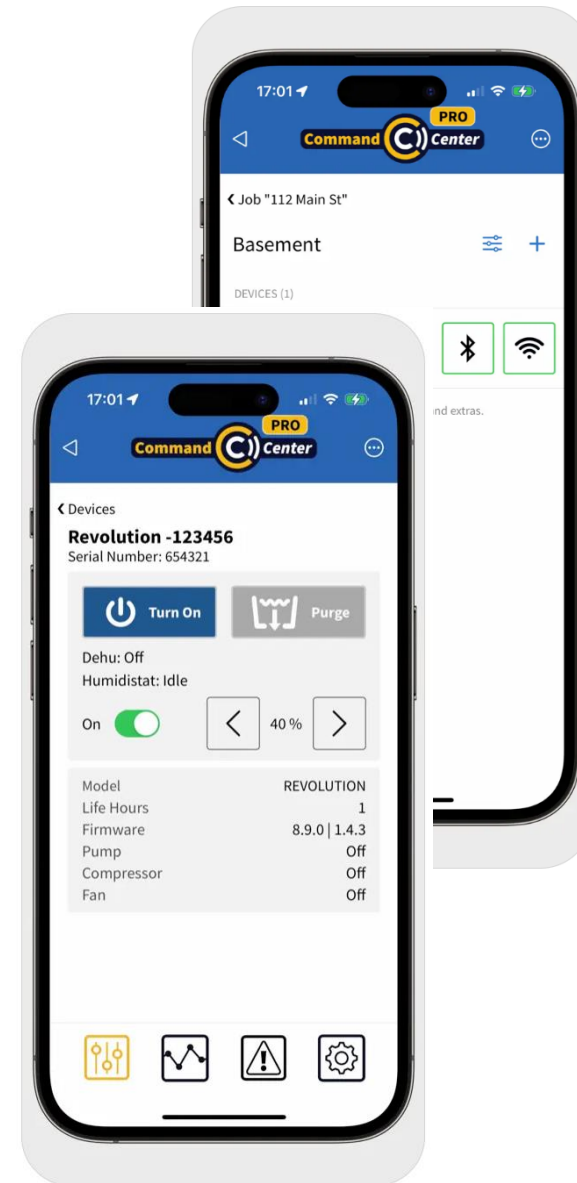 17:01
PRO
Command C Center
Job "112 Main St"
Basement
DEVICES (1)
nd extras.
17:01
PRO
Command C Center
Devices
Revolution -123456
Serial Number: 654321
Turn On
Purge
Dehu: Off
Humidistat: Idle
On
40 %
Model REVOLUTION
Life Hours 1
Firmware 8.9.0 | 1.4.3
Pump Off
Compressor Off
Fan Off